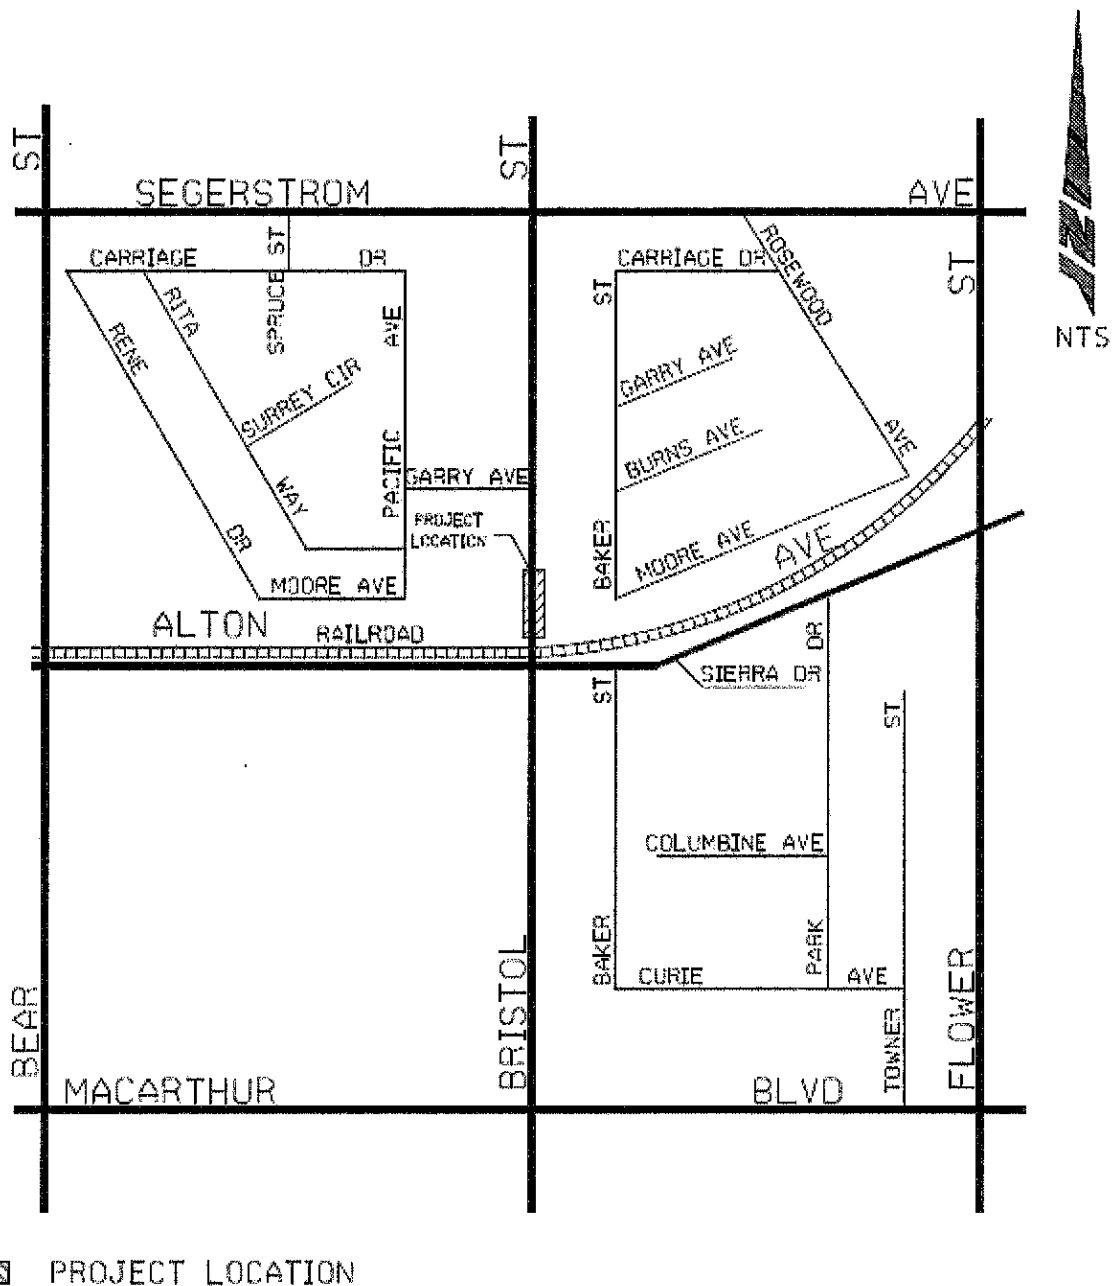 ST
ST
SEGERSTROM AVE
N
NTS
ST
CARRIAGE DR
SPRUCE ST
RITA WAY
RENE DR
SURREY CIR
PACIFIC AVE
GARRY AVE
PROJECT
LOCATION
MOORE AVE
CARRIAGE DR
ROSEWOOD AVE
BAKER ST
GARRY AVE
BURNS AVE
MOORE AVE
ALTON AVE
RAILROAD
SIERRA DR
BAKER ST
PARK DR
TOWNER ST
COLUMBINE AVE
CURIE AVE
BEAR
BRISTOL
FLOWER
MACARTHUR BLVD
PROJECT LOCATION